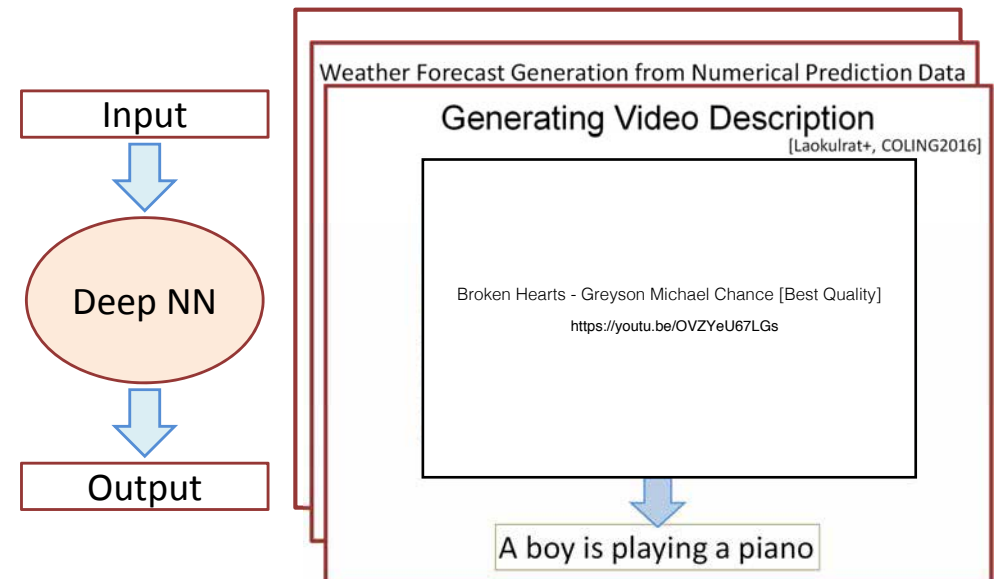 Input
Deep NN
Output
Weather Forecast Generation from Numerical Prediction Data
Generating Video Description
[Laokulrat+, COLING2016]
Broken Hearts - Greyson Michael Chance [Best Quality]
https://youtu.be/OVZYeU67LGs
A boy is playing a piano